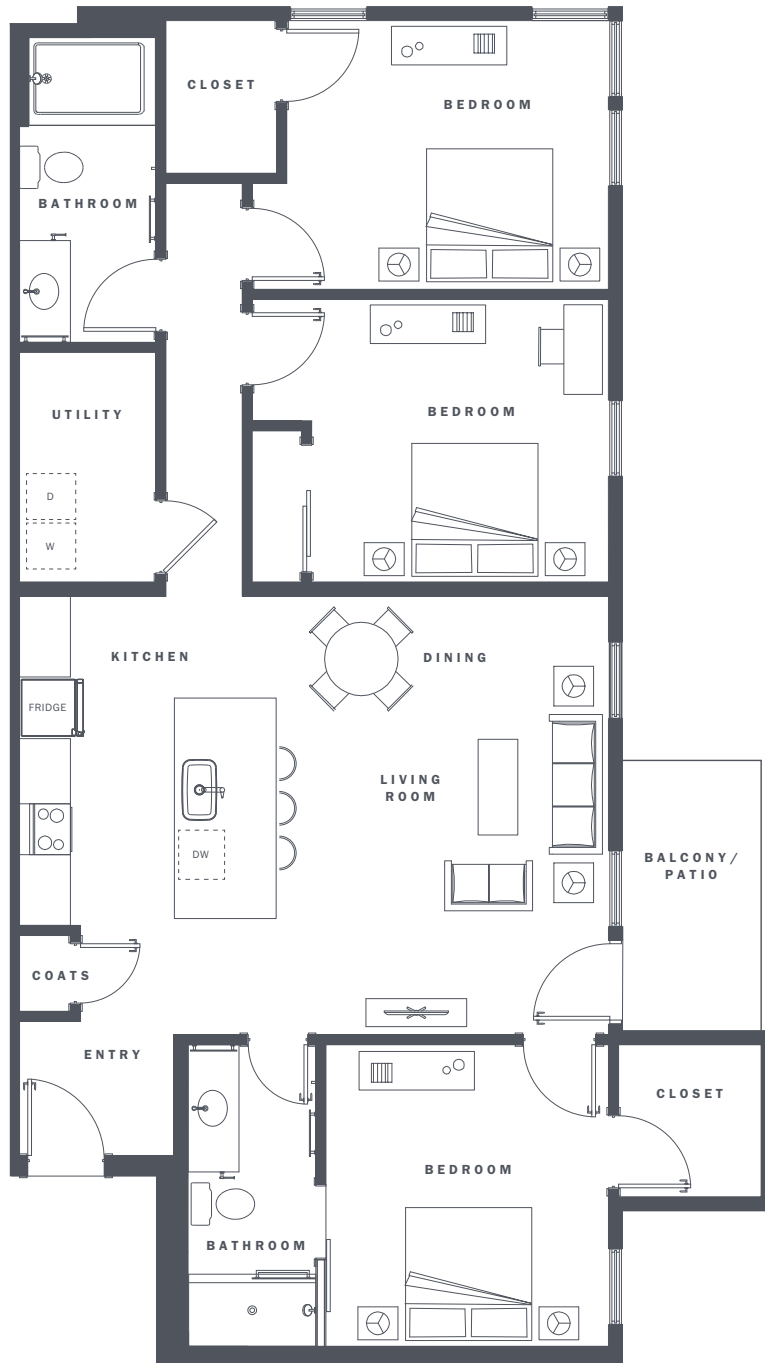 CLOSET
BEDROOM
BATHROOM
BEDROOM
UTILITY
D
W
KITCHEN
DINING
FRIDGE
LIVING
ROOM
DW
BALCONY/
PATIO
COATS
ENTRY
CLOSET
BEDROOM
BATHROOM